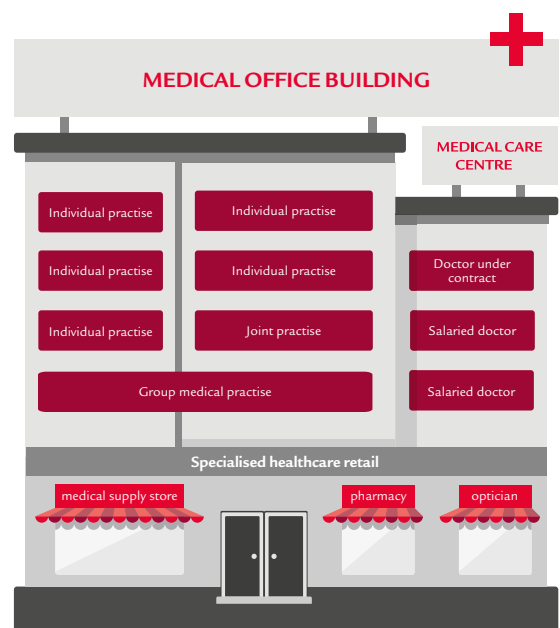 MEDICAL OFFICE BUILDING
MEDICAL CARE
CENTRE
Individual practise
Individual practise
Individual practise
Individual practise
Doctor under
contract
Individual practise
Joint practise
Salaried doctor
Group medical practise
Salaried doctor
Specialised healthcare retail
medical supply store
pharmacy
optician